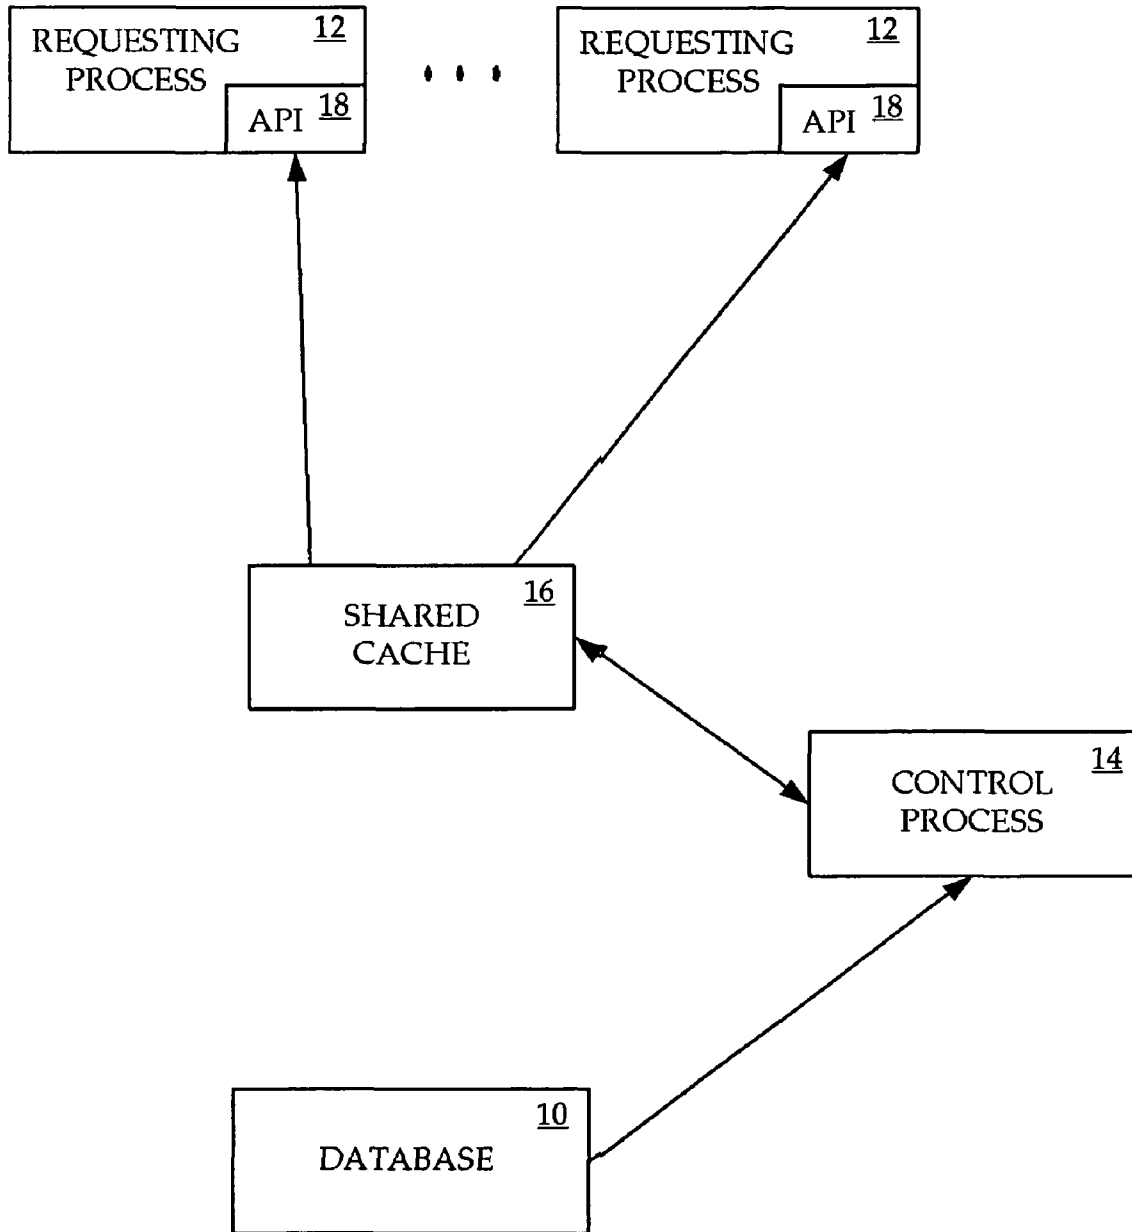 REQUESTING 12
PROCESS
API 18
• • •
REQUESTING 12
PROCESS
API 18
16
SHARED
CACHE
14
CONTROL
PROCESS
10
DATABASE